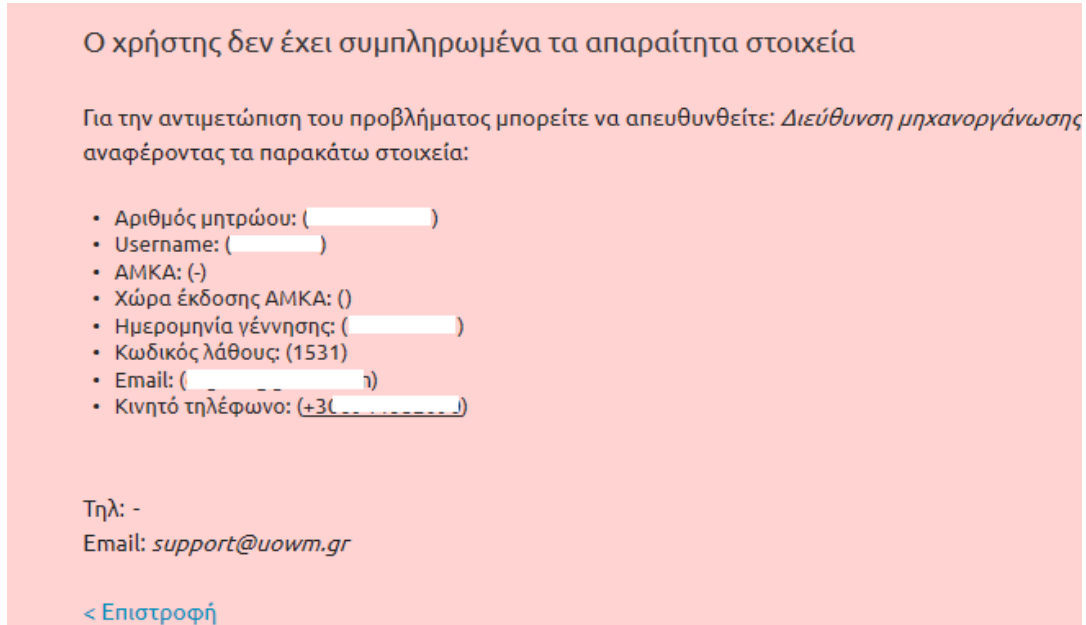 Ο χρήστης δεν έχει συμπληρωμένα τα απαραίτητα στοιχεία
Για την αντιμετώπιση του προβλήματος μπορείτε να απευθυνθείτε: Διεύθυνση μηχανοργάνωσης
αναφέροντας τα παρακάτω στοιχεία:
• Αριθμός μητρώου: ( )
• Username: ( )
• ΑΜΚΑ: (-)
• Χώρα έκδοσης ΑΜΚΑ: ()
• Ημερομηνία γέννησης: ( )
• Κωδικός λάθους: (1531)
• Email: ( )
• Κινητό τηλέφωνο: ( )
Τηλ: -
Email: support@uowm.gr
< Επιστροφή